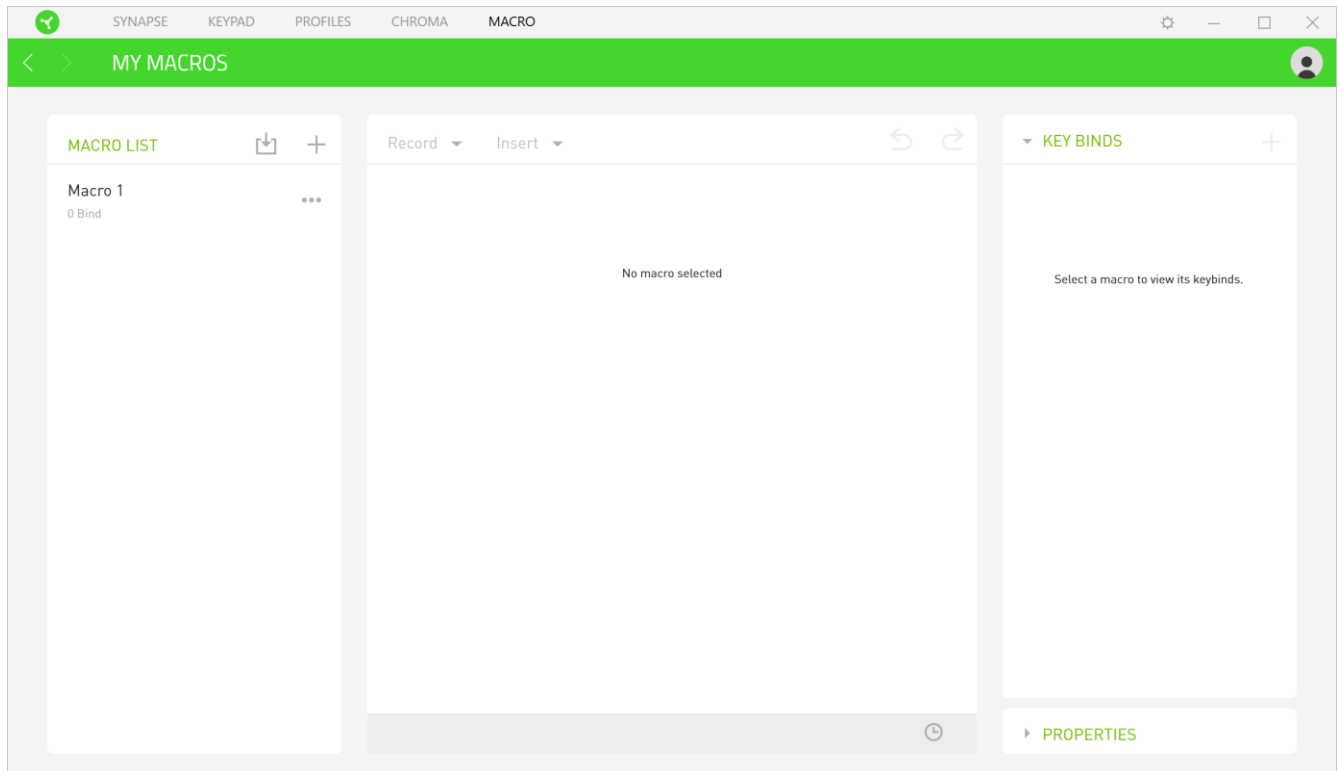 SYNAPSE KEYPAD PROFILES CHROMA MACRO
MY MACROS
MACRO LIST
Macro 1
0 Bind
Record Insert
No macro selected
KEY BINDS
Select a macro to view its keybinds.
PROPERTIES